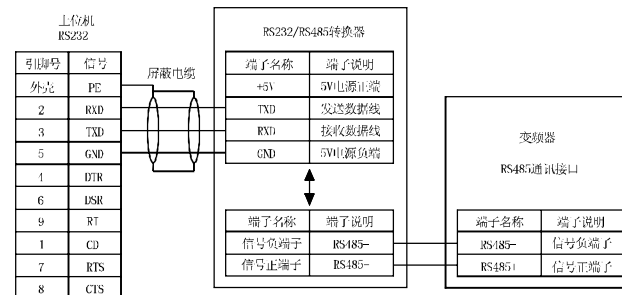 上位机
RS232
引脚号 信号
外壳 PE
2 RXD
3 TXD
5 GND
4 DTR
6 DSR
9 RI
1 CD
7 RTS
8 CTS
屏蔽电缆
RS232/RS485转换器
端子名称 端子说明
+5V 5V电源正端
TXD 发送数据线
RXD 接收数据线
GND 5V电源负端
端子名称 端子说明
信号负端子 RS485-
信号正端子 RS485-
变频器
RS485通讯接口
端子名称 端子说明
RS485- 信号负端子
RS485+ 信号正端子